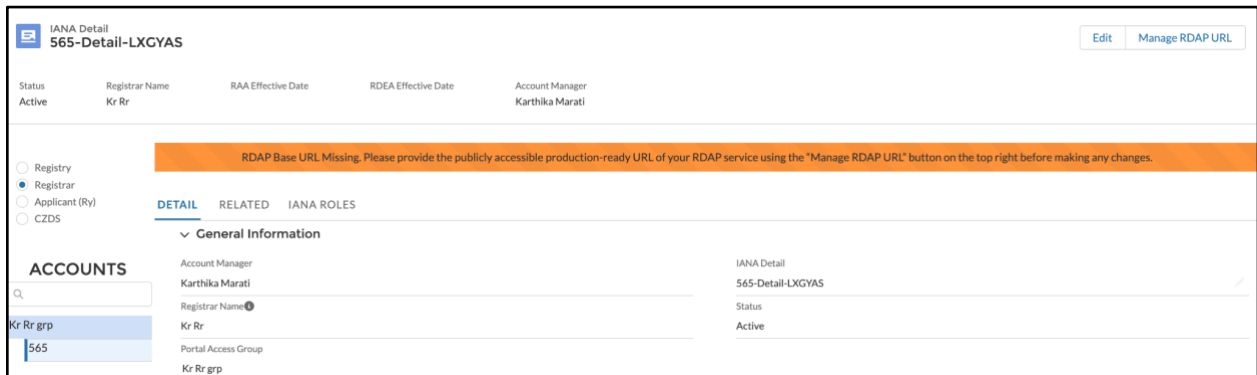 IANA Detail
565-Detail-LXGYAS
Edit
Manage RDAP URL
Status
Registrar Name
RAA Effective Date
RDEA Effective Date
Account Manager
Active
Kr Rr
Karthika Marati
Registry
Registrar
Applicant (Ry)
CZDS
RDAP Base URL Missing. Please provide the publicly accessible production-ready URL of your RDAP service using the "Manage RDAP URL" button on the top right before making any changes.
DETAIL
RELATED
IANA ROLES
General Information
ACCOUNTS
Kr Rr grp
565
Account Manager
Karthika Marati
IANA Detail
565-Detail-LXGYAS
Registrar Name
Kr Rr
Status
Active
Portal Access Group
Kr Rr grp